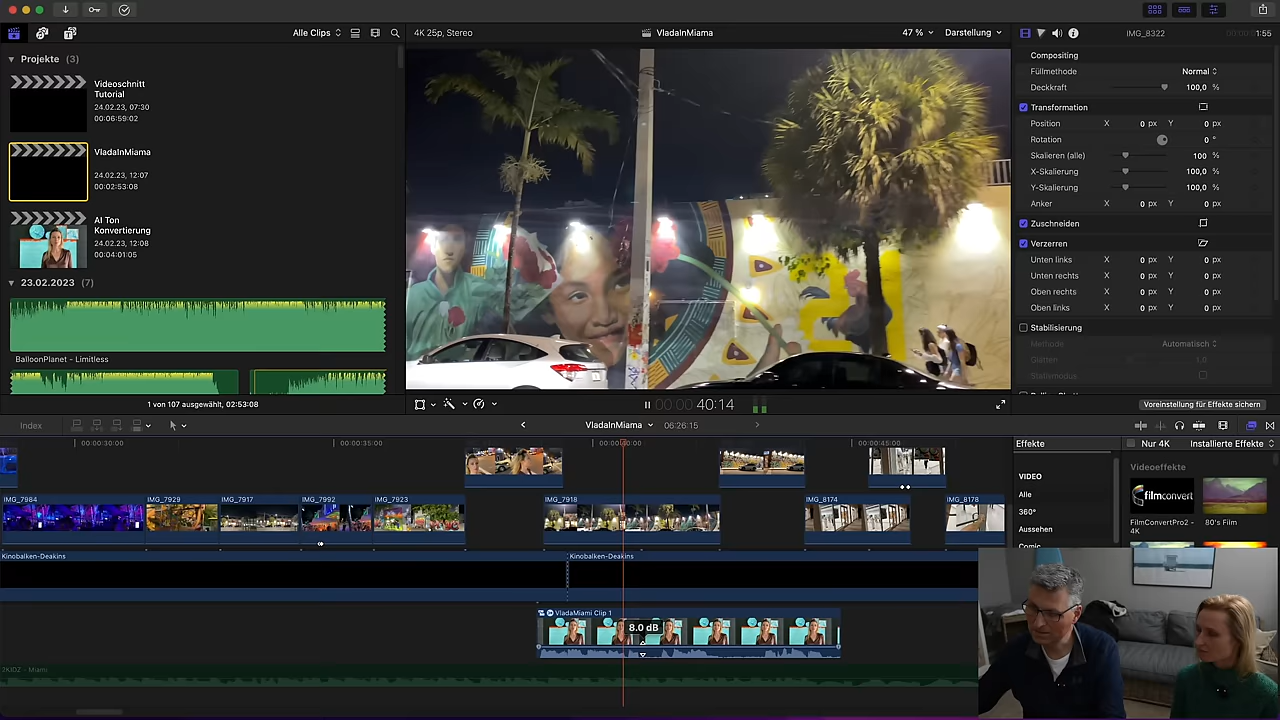 All Clips
4K 25p, Stereo
VladaInMiama
47 %
Darstellung
IMG_8322
1:55
Projekte (3)
Videoschnitt
Tutorial
24.02.23, 07:30
00:06:59:02
VladaInMiama
24.02.23, 12:07
00:02:53:08
AI Ton
Konvertierung
24.02.23, 12:08
00:04:01:05
23.02.2023 (7)
BalloonPlanet - Limitless
1 von 107 ausgewählt, 02:53:08
00:00:40:14
Compositing
Füllmethode Normal
Deckkraft 100,0 %
Transformation
Position X 0 px Y 0 px
Rotation 0 °
Skalieren (alle) 100 %
X-Skalierung 100,0 %
Y-Skalierung 100,0 %
Anker X 0 px Y 0 px
Zuschneiden
Verzerren
Unten links X 0 px Y 0 px
Unten rechts X 0 px Y 0 px
Oben rechts X 0 px Y 0 px
Oben links X 0 px Y 0 px
Stabilisierung
Methode Automatisch
Glätten 1.0
Voreinstellung für Effekte sichern
Index
VladaInMiama
06:26:15
00:00:30:00
00:00:35:00
00:00:45:00
IMG_7984
IMG_7929
IMG_7917
IMG_7992
IMG_7923
IMG_7918
IMG_8174
IMG_8178
Kinobalken-Deakins
Kinobalken-Deakins
VladaMiami Clip 1
8.0 dB
Effekte
Nur 4K
Installierte Effekte
VIDEO
Alle
360°
Aussehen
Comic
Videoeffekte
filmconvert
FilmConvertPro2 -
4K
80's Film